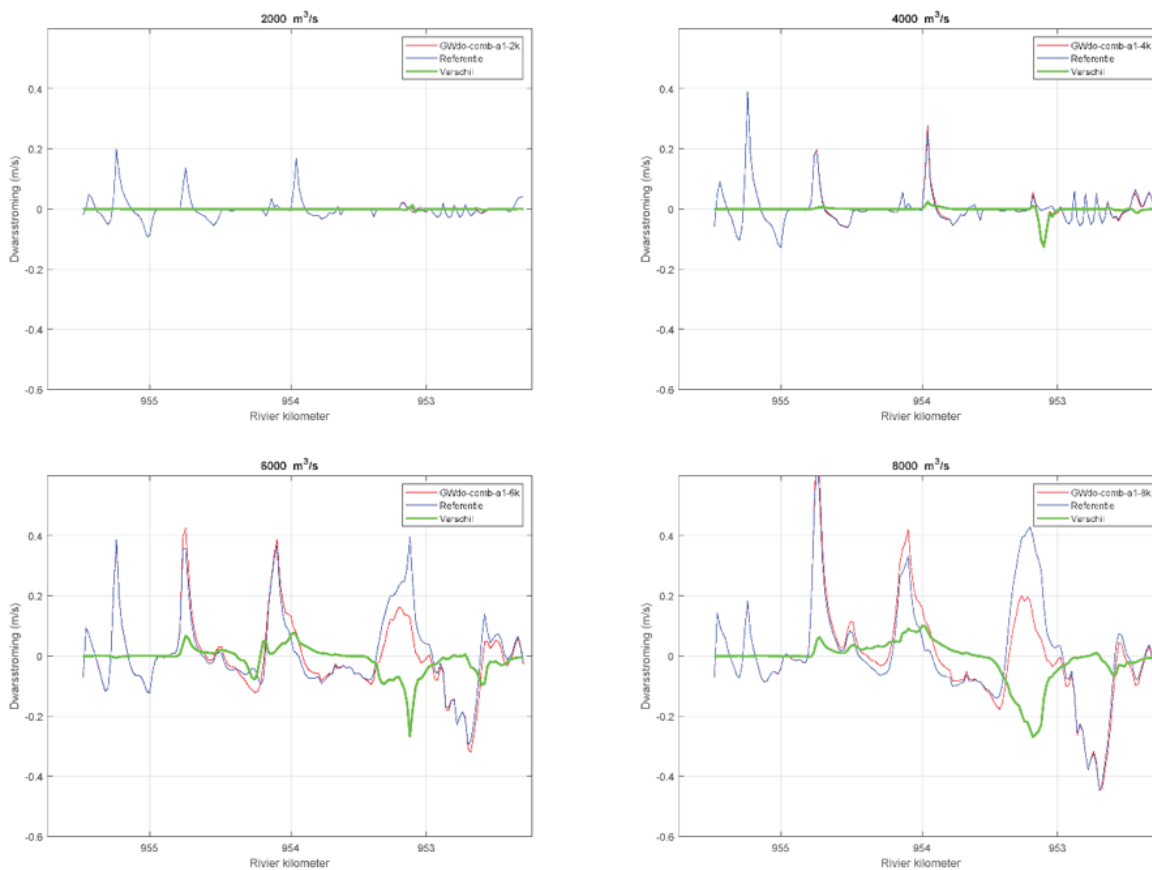 2000 m³/s
GWdo-comb-a1-2k
Referentie
Verschil
0.4
0.2
0
-0.2
-0.4
-0.6
Dwarsstroming (m/s)
955
954
953
Rivier kilometer
4000 m³/s
GWdo-comb-a1-4k
Referentie
Verschil
0.4
0.2
0
-0.2
-0.4
-0.6
Dwarsstroming (m/s)
955
954
953
Rivier kilometer
6000 m³/s
GWdo-comb-a1-6k
Referentie
Verschil
0.4
0.2
0
-0.2
-0.4
-0.6
Dwarsstroming (m/s)
955
954
953
Rivier kilometer
8000 m³/s
GWdo-comb-a1-8k
Referentie
Verschil
0.4
0.2
0
-0.2
-0.4
-0.6
Dwarsstroming (m/s)
955
954
953
Rivier kilometer